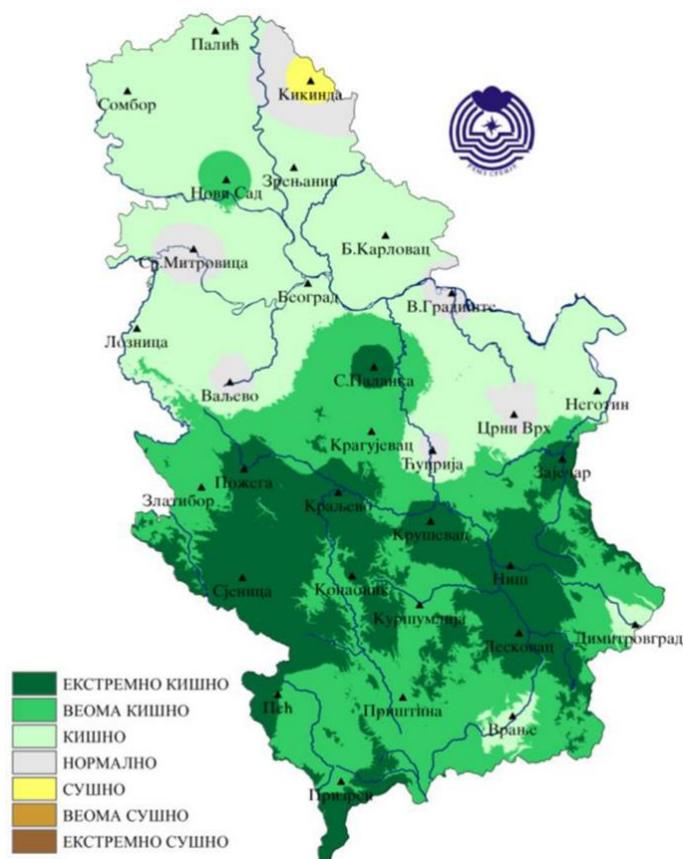 Палић
Кикинда
Сомбор
Зрењанин
Нови Сад
Б.Карловац
Ср.Митровица
Београд
В.Градиште
Лозница
С.Паланка
Ваљево
Неготин
Црни Врх
Крагујевац
Ћуприја
Зајечар
Пожега
Златибор
Краљево
Крушевац
Ниш
Сјеница
Копаоник
Куршумлија
Лесковац
Димитровград
Пећ
Приштина
Врање
Призрен
ЕКСТРЕМНО КИШНО
ВЕОМА КИШНО
КИШНО
НОРМАЛНО
СУШНО
ВЕОМА СУШНО
ЕКСТРЕМНО СУШНО